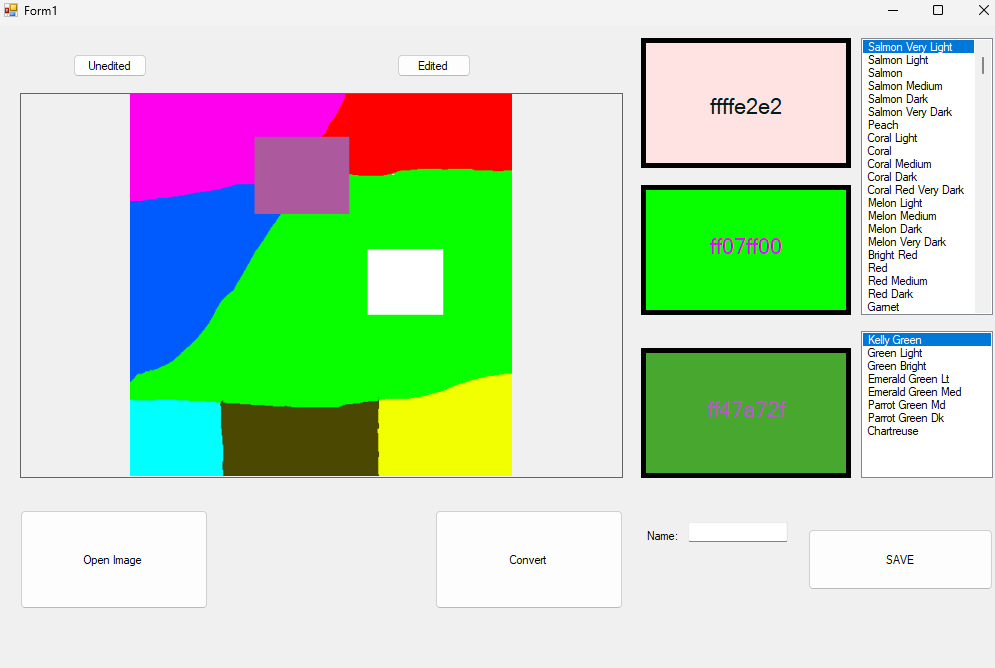 Form1
Unedited
Edited
ffffe2e2
ff07ff00
ff47a72f
Salmon Very Light
Salmon Light
Salmon
Salmon Medium
Salmon Dark
Salmon Very Dark
Peach
Coral Light
Coral
Coral Medium
Coral Dark
Coral Red Very Dark
Melon Light
Melon Medium
Melon Dark
Melon Very Dark
Bright Red
Red
Red Medium
Red Dark
Garnet
Kelly Green
Green Light
Green Bright
Emerald Green Lt
Emerald Green Med
Parrot Green Md
Parrot Green Dk
Chartreuse
Open Image
Convert
Name:
SAVE